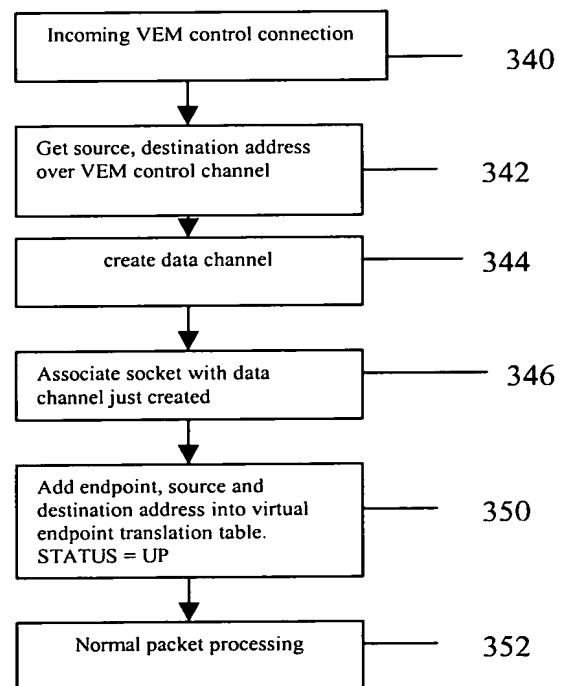 Incoming VEM control connection
340
Get source, destination address
over VEM control channel
342
create data channel
344
Associate socket with data
channel just created
346
Add endpoint, source and
destination address into virtual
endpoint translation table.
STATUS = UP
350
Normal packet processing
352